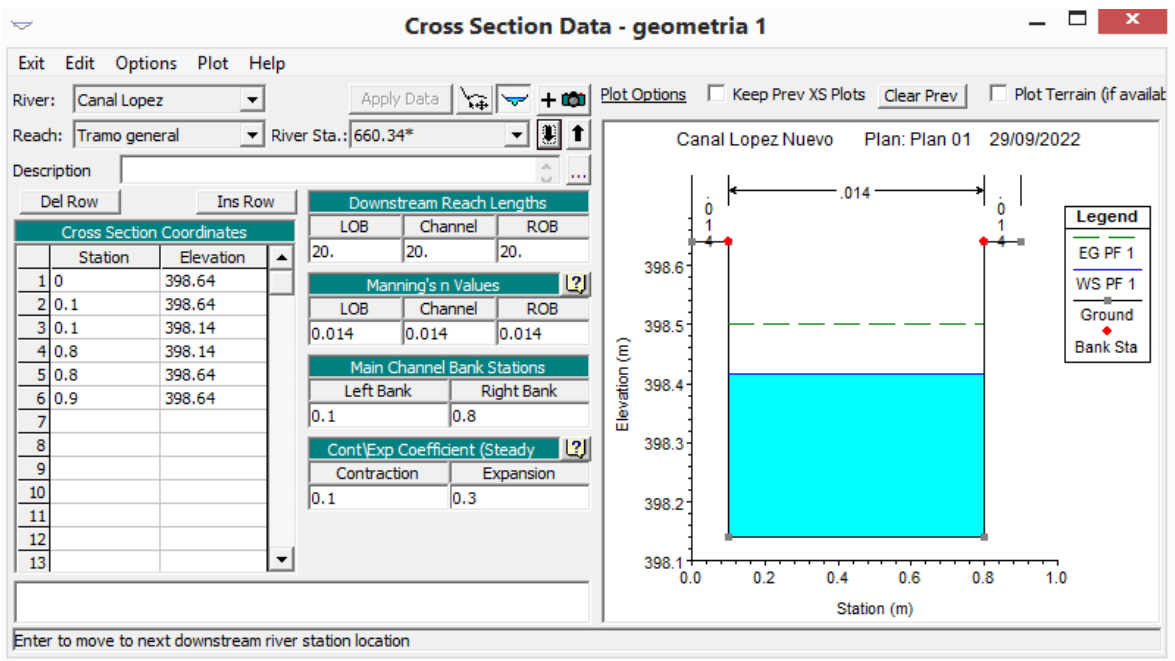 Cross Section Data - geometria 1
Exit Edit Options Plot Help
River: Canal Lopez Apply Data
Reach: Tramo general River Sta.: 660.34*
Description ...
Del Row Ins Row
Cross Section Coordinates
Station Elevation
1 0 398.64
2 0.1 398.64
3 0.1 398.14
4 0.8 398.14
5 0.8 398.64
6 0.9 398.64
7
8
9
10
11
12
13
Downstream Reach Lengths
LOB Channel ROB
20. 20. 20.
Manning's n Values ?
LOB Channel ROB
0.014 0.014 0.014
Main Channel Bank Stations
Left Bank Right Bank
0.1 0.8
Cont\Exp Coefficient (Steady ?
Contraction Expansion
0.1 0.3
Plot Options Keep Prev XS Plots Clear Prev Plot Terrain (if availab
Canal Lopez Nuevo Plan: Plan 01 29/09/2022
.014 .014 .014
398.6
398.5
398.4
398.3
398.2
398.1
Elevation (m)
0.0 0.2 0.4 0.6 0.8 1.0
Station (m)
Legend
EG PF 1
WS PF 1
Ground
Bank Sta
Enter to move to next downstream river station location